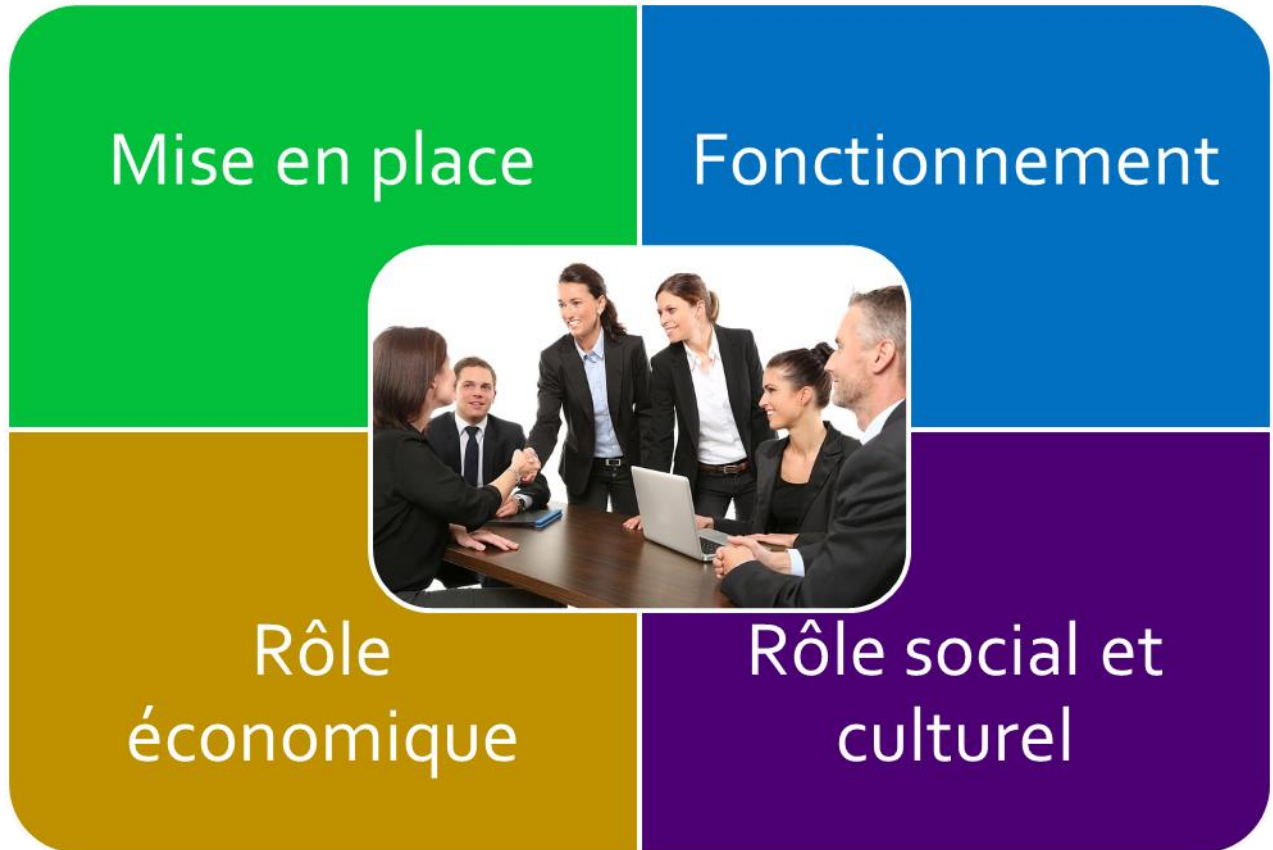 Mise en place
Fonctionnement
Rôle
économique
Rôle social et
culturel